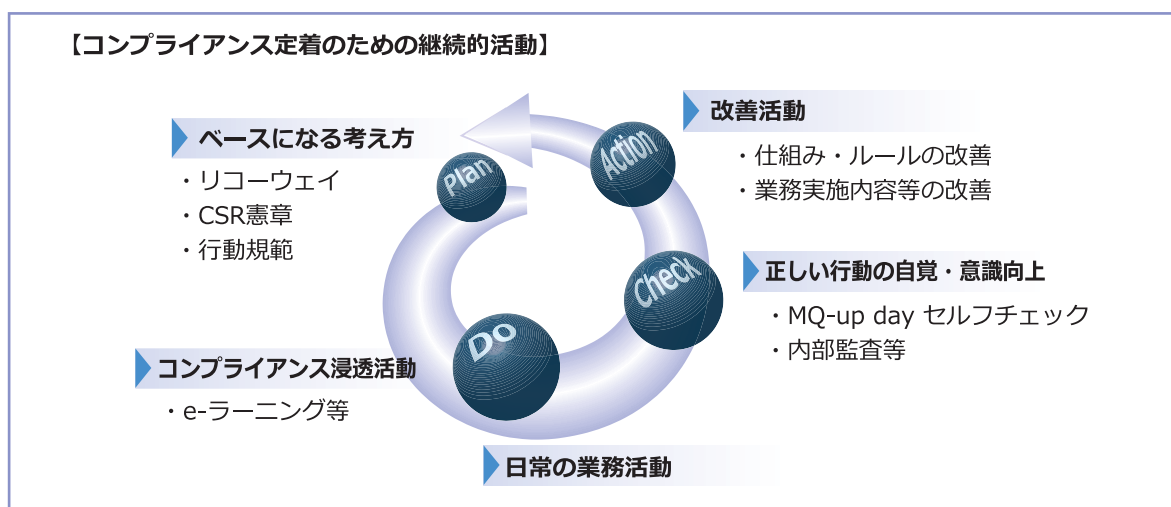 【コンプライアンス定着のための継続的活動】
ベースになる考え方
・リコーウェイ
・CSR憲章
・行動規範
Plan
Action
改善活動
・仕組み・ルールの改善
・業務実施内容等の改善
Check
正しい行動の自覚・意識向上
・MQ-up day セルフチェック
・内部監査等
Do
コンプライアンス浸透活動
・e-ラーニング等
日常の業務活動